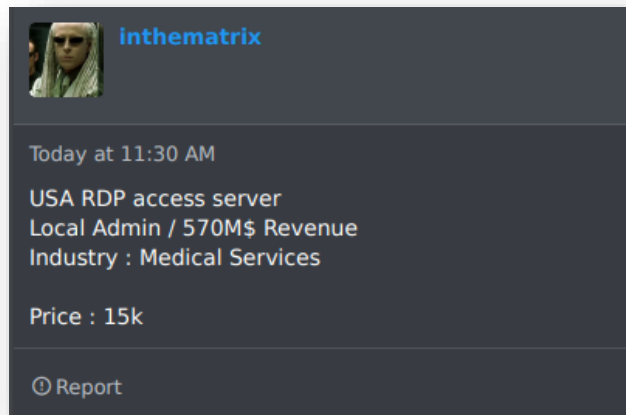 inthematrix
Today at 11:30 AM
USA RDP access server
Local Admin / 570M$ Revenue
Industry : Medical Services
Price : 15k
Report